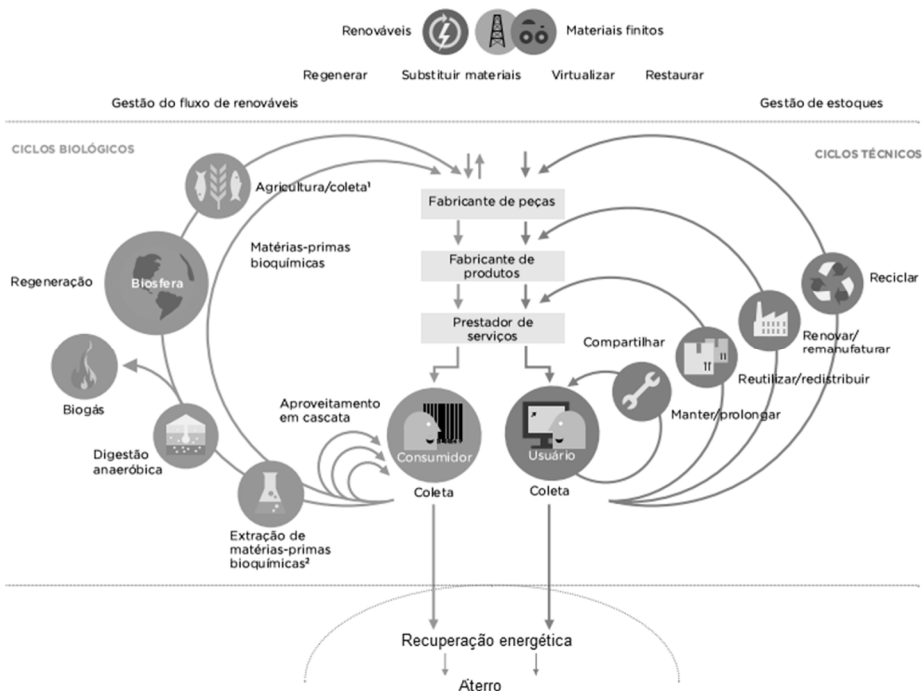 Renováveis
Materiais finitos
Regenerar
Substituir materiais
Virtualizar
Restaurar
Gestão do fluxo de renováveis
Gestão de estoques
CICLOS BIOLÓGICOS
CICLOS TÉCNICOS
Agricultura/coleta¹
Fabricante de peças
Matérias-primas
bioquímicas
Regeneração
Biosfera
Fabricante de
produtos
Reciclar
Prestador de
serviços
Compartilhar
Renovar/
remanufaturar
Reutilizar/redistribuir
Biogás
Aproveitamento
em cascata
Manter/prolongar
Digestão
anaeróbica
Consumidor
Usuário
Coleta
Coleta
Extração de
matérias-primas
bioquímicas²
Recuperação energética
Aterro